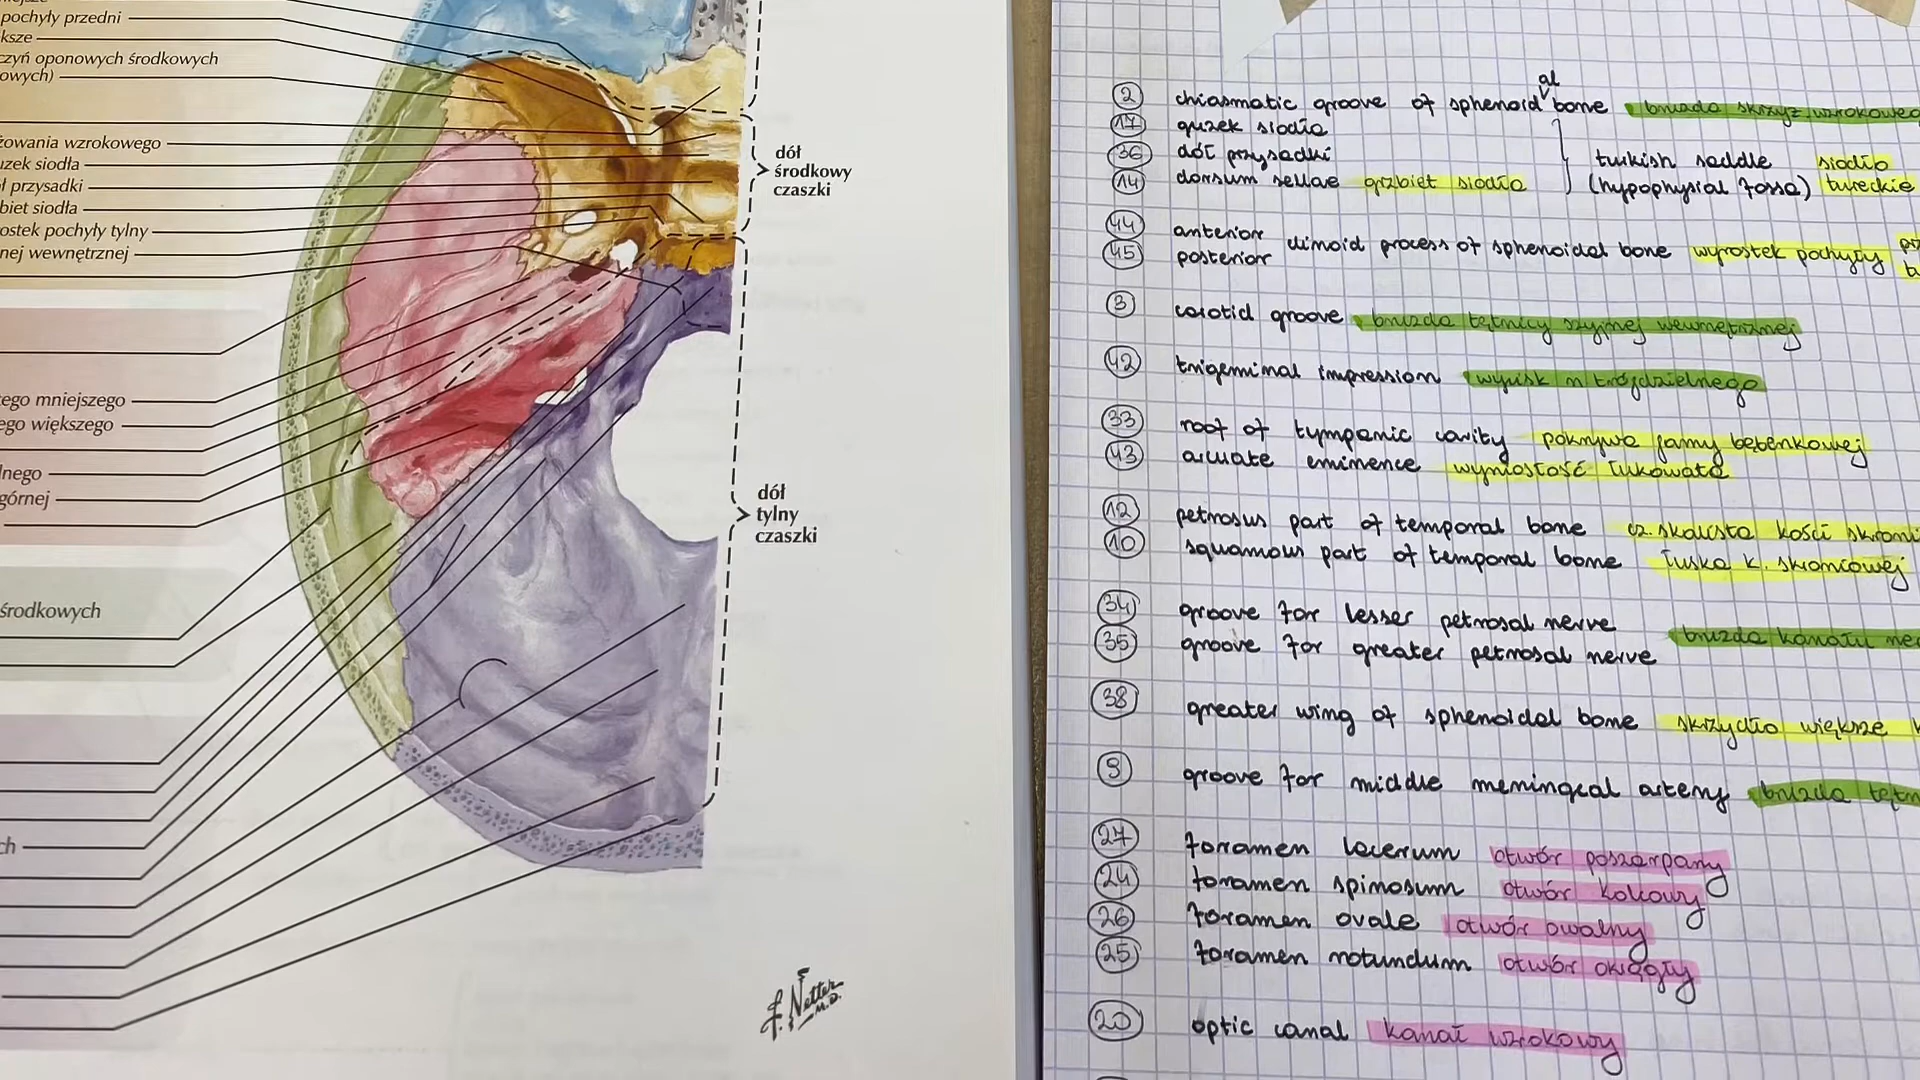 pochyły przedni
ksze
czyń oponowych środkowych
owych)
żowania wzrokowego
uzek siodła
ł przysadki
biet siodła
ostek pochyły tylny
nej wewnętrznej
ego mniejszego
ego większego
lnego
górnej
środkowych
ch
dół
środkowy
czaszki
dół
tylny
czaszki
F. Netter
M.D.
al
2 chiasmatic groove of sphenoid bone bruzda skrzyż. wzrokowego
17 guzek siodła
36 dół przysadki turkish saddle siodło
14 dorsum sellae grzbiet siodła (hypophysial fossa) tureckie
44 anterior
45 posterior clinoid process of sphenoidal bone wyrostek pochyły
3 carotid groove bruzda tętnicy szyjnej wewnętrznej
42 trigeminal impression wycisk n. trójdzielnego
33 roof of tympanic cavity pokrywa jamy bębenkowej
43 arcuate eminence wyniosłość łukowata
12 petrosus part of temporal bone cz. skalista kości skroni
10 squamous part of temporal bone łuska k. skroniowej
34 groove for lesser petrosal nerve
35 groove for greater petrosal nerve bruzda kanału ne
38 greater wing of sphenoidal bone skrzydło większe
9 groove for middle meningeal artery bruzda tętn
27 foramen lacerum otwór poszarpany
24 foramen spinosum otwór kolcowy
26 foramen ovale otwór owalny
25 foramen rotundum otwór okrągły
20 optic canal kanał wzrokowy